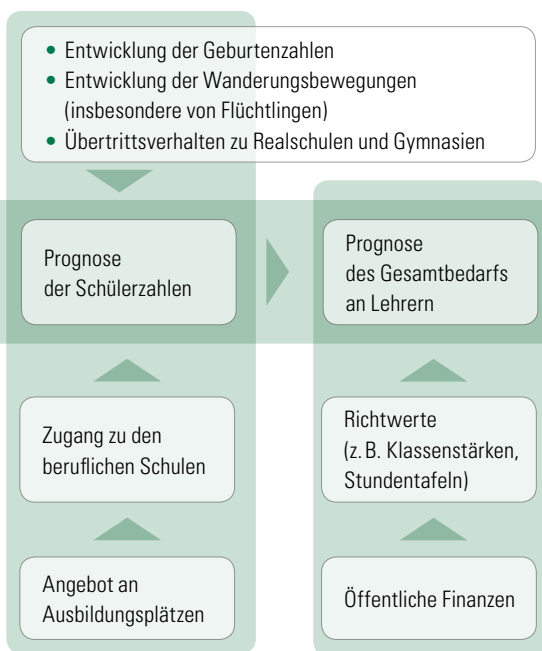 • Entwicklung der Geburtenzahlen
• Entwicklung der Wanderungsbewegungen
(insbesondere von Flüchtlingen)
• Übertrittsverhalten zu Realschulen und Gymnasien
Prognose
der Schülerzahlen
Prognose
des Gesamtbedarfs
an Lehrern
Zugang zu den
beruflichen Schulen
Richtwerte
(z. B. Klassenstärken,
Stundentafeln)
Angebot an
Ausbildungsplätzen
Öffentliche Finanzen